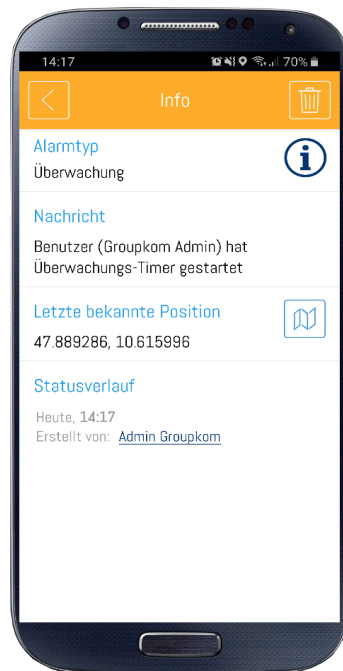 14:17 70%
Info
Alarmtyp
Überwachung
Nachricht
Benutzer (Groupkom Admin) hat
Überwachungs-Timer gestartet
Letzte bekannte Position
47.889286, 10.615996
Statusverlauf
Heute, 14:17
Erstellt von: Admin Groupkom